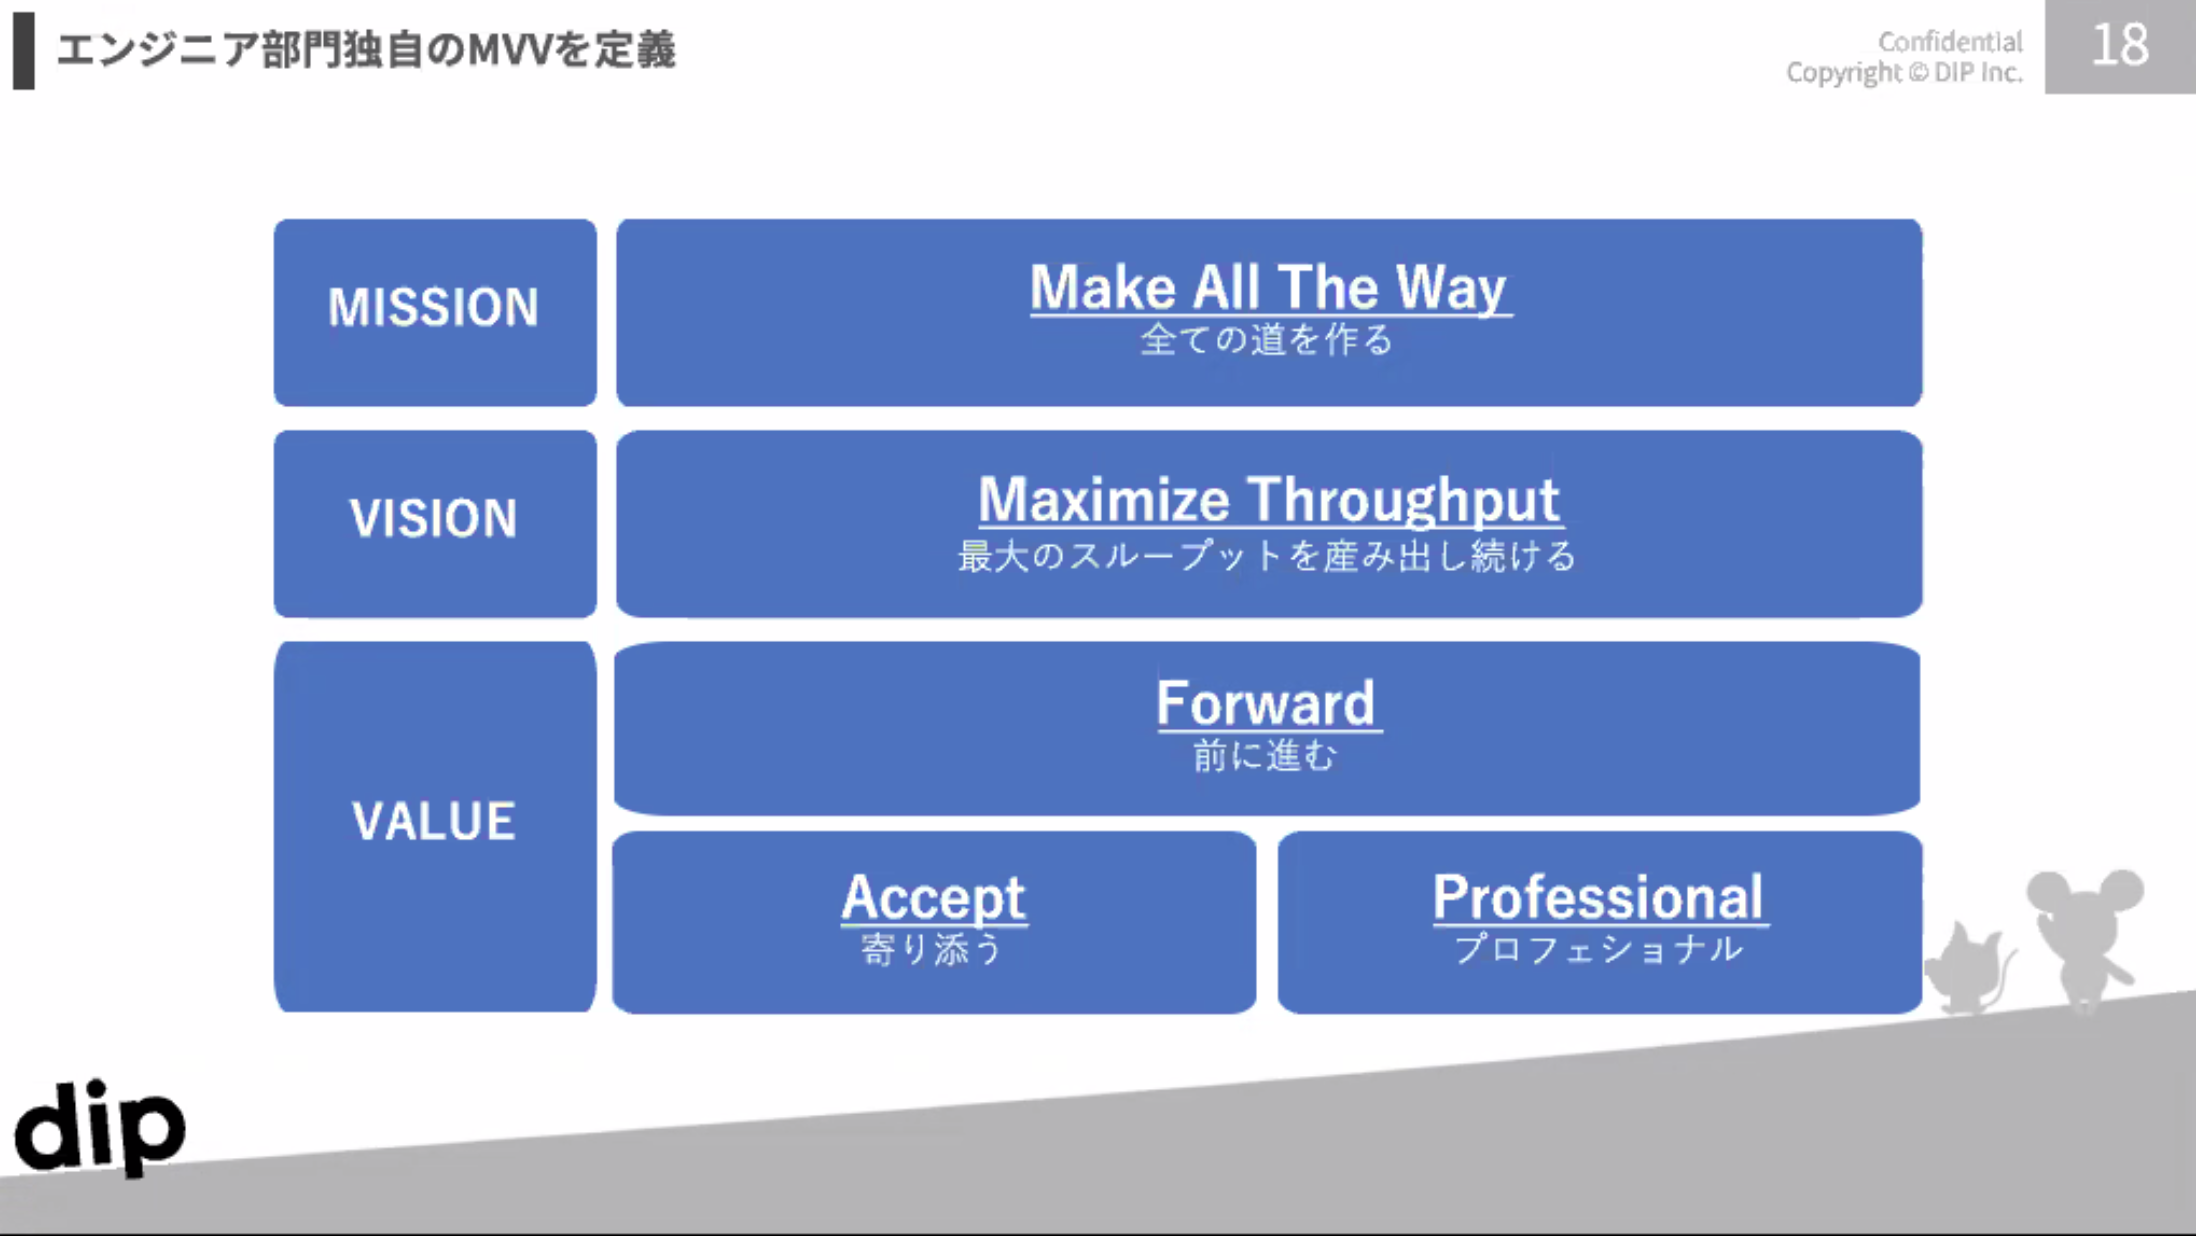 エンジニア部門独自のMVVを定義
Confidential
Copyright © DIP Inc.
18
MISSION
Make All The Way
全ての道を作る
VISION
Maximize Throughput
最大のスループットを産み出し続ける
VALUE
Forward
前に進む
Accept
寄り添う
Professional
プロフェショナル
dip